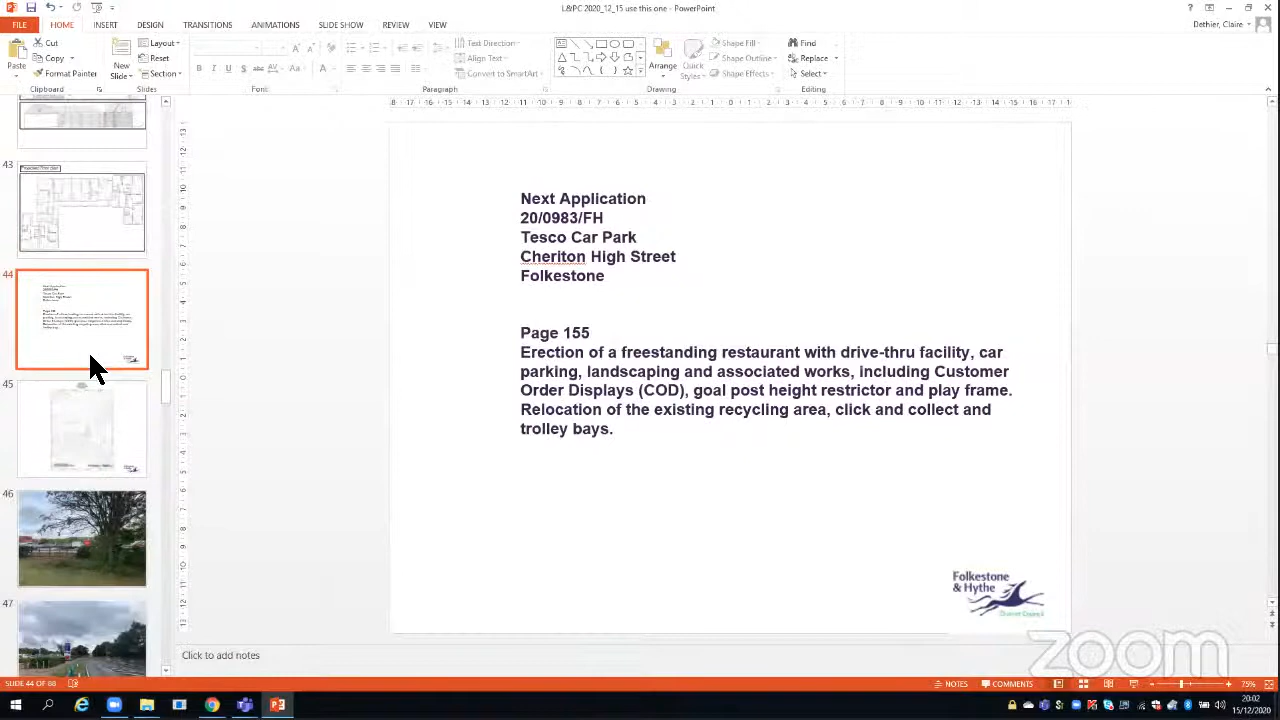 L&PC 2020_12_15 use this one - PowerPoint
FILE HOME INSERT DESIGN TRANSITIONS ANIMATIONS SLIDE SHOW REVIEW VIEW
Dethier, Claire
Cut
Copy
Format Painter
Paste
Clipboard
New
Slide
Layout
Reset
Section
Slides
Font
Text Direction
Align Text
Convert to SmartArt
Paragraph
Arrange
Quick
Styles
Shape Fill
Shape Outline
Shape Effects
Drawing
Find
Replace
Select
Editing
43
44
45
46
47
Next Application
20/0983/FH
Tesco Car Park
Cheriton High Street
Folkestone
Page 155
Erection of a freestanding restaurant with drive-thru facility, car
parking, landscaping and associated works, including Customer
Order Displays (COD), goal post height restrictor and play frame.
Relocation of the existing recycling area, click and collect and
trolley bays.
Folkestone
& Hythe
District Council
zoom
Click to add notes
SLIDE 44 OF 88
NOTES COMMENTS 75%
20:02
15/12/2020